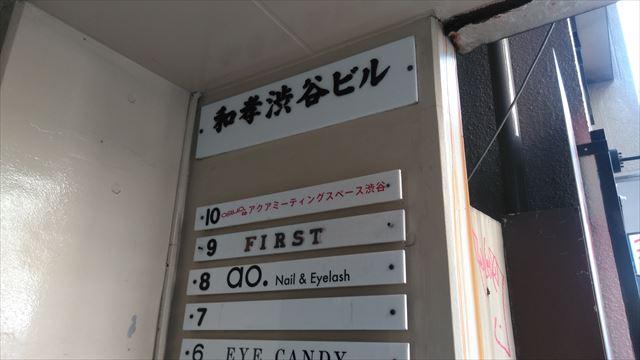 和孝渋谷ビル
10 aqua アクアミーティングスペース渋谷
9 FIRST
8 ao. Nail & Eyelash
7
6 EYE CANDY